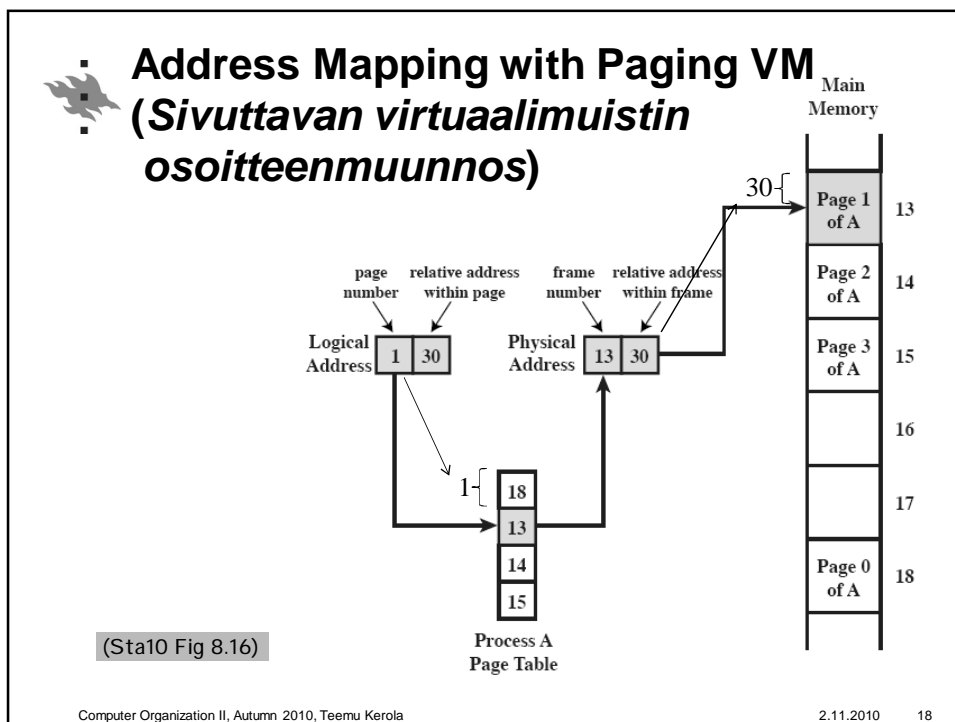 Address Mapping with Paging VM
(Sivuttavan virtuaalimuistin
osoitteenmuunnos)
Main
Memory
30
Page 1
of A
13
Page 2
of A
14
Page 3
of A
15
16
17
Page 0
of A
18
page
number
relative address
within page
frame
number
relative address
within frame
Logical
Address
1 30
Physical
Address
13 30
1
18
13
14
15
Process A
Page Table
(Sta10 Fig 8.16)
Computer Organization II, Autumn 2010, Teemu Kerola
2.11.2010
18